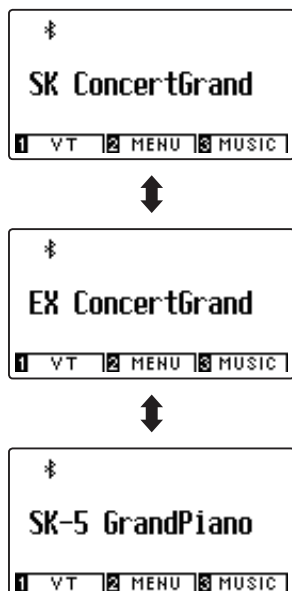 SK ConcertGrand
1 VT 2 MENU 3 MUSIC
EX ConcertGrand
1 VT 2 MENU 3 MUSIC
SK-5 GrandPiano
1 VT 2 MENU 3 MUSIC